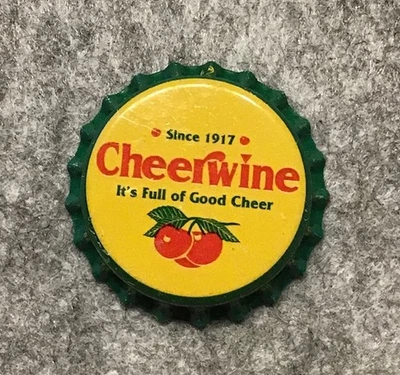 Since 1917
Cheerwine
It's Full of Good Cheer